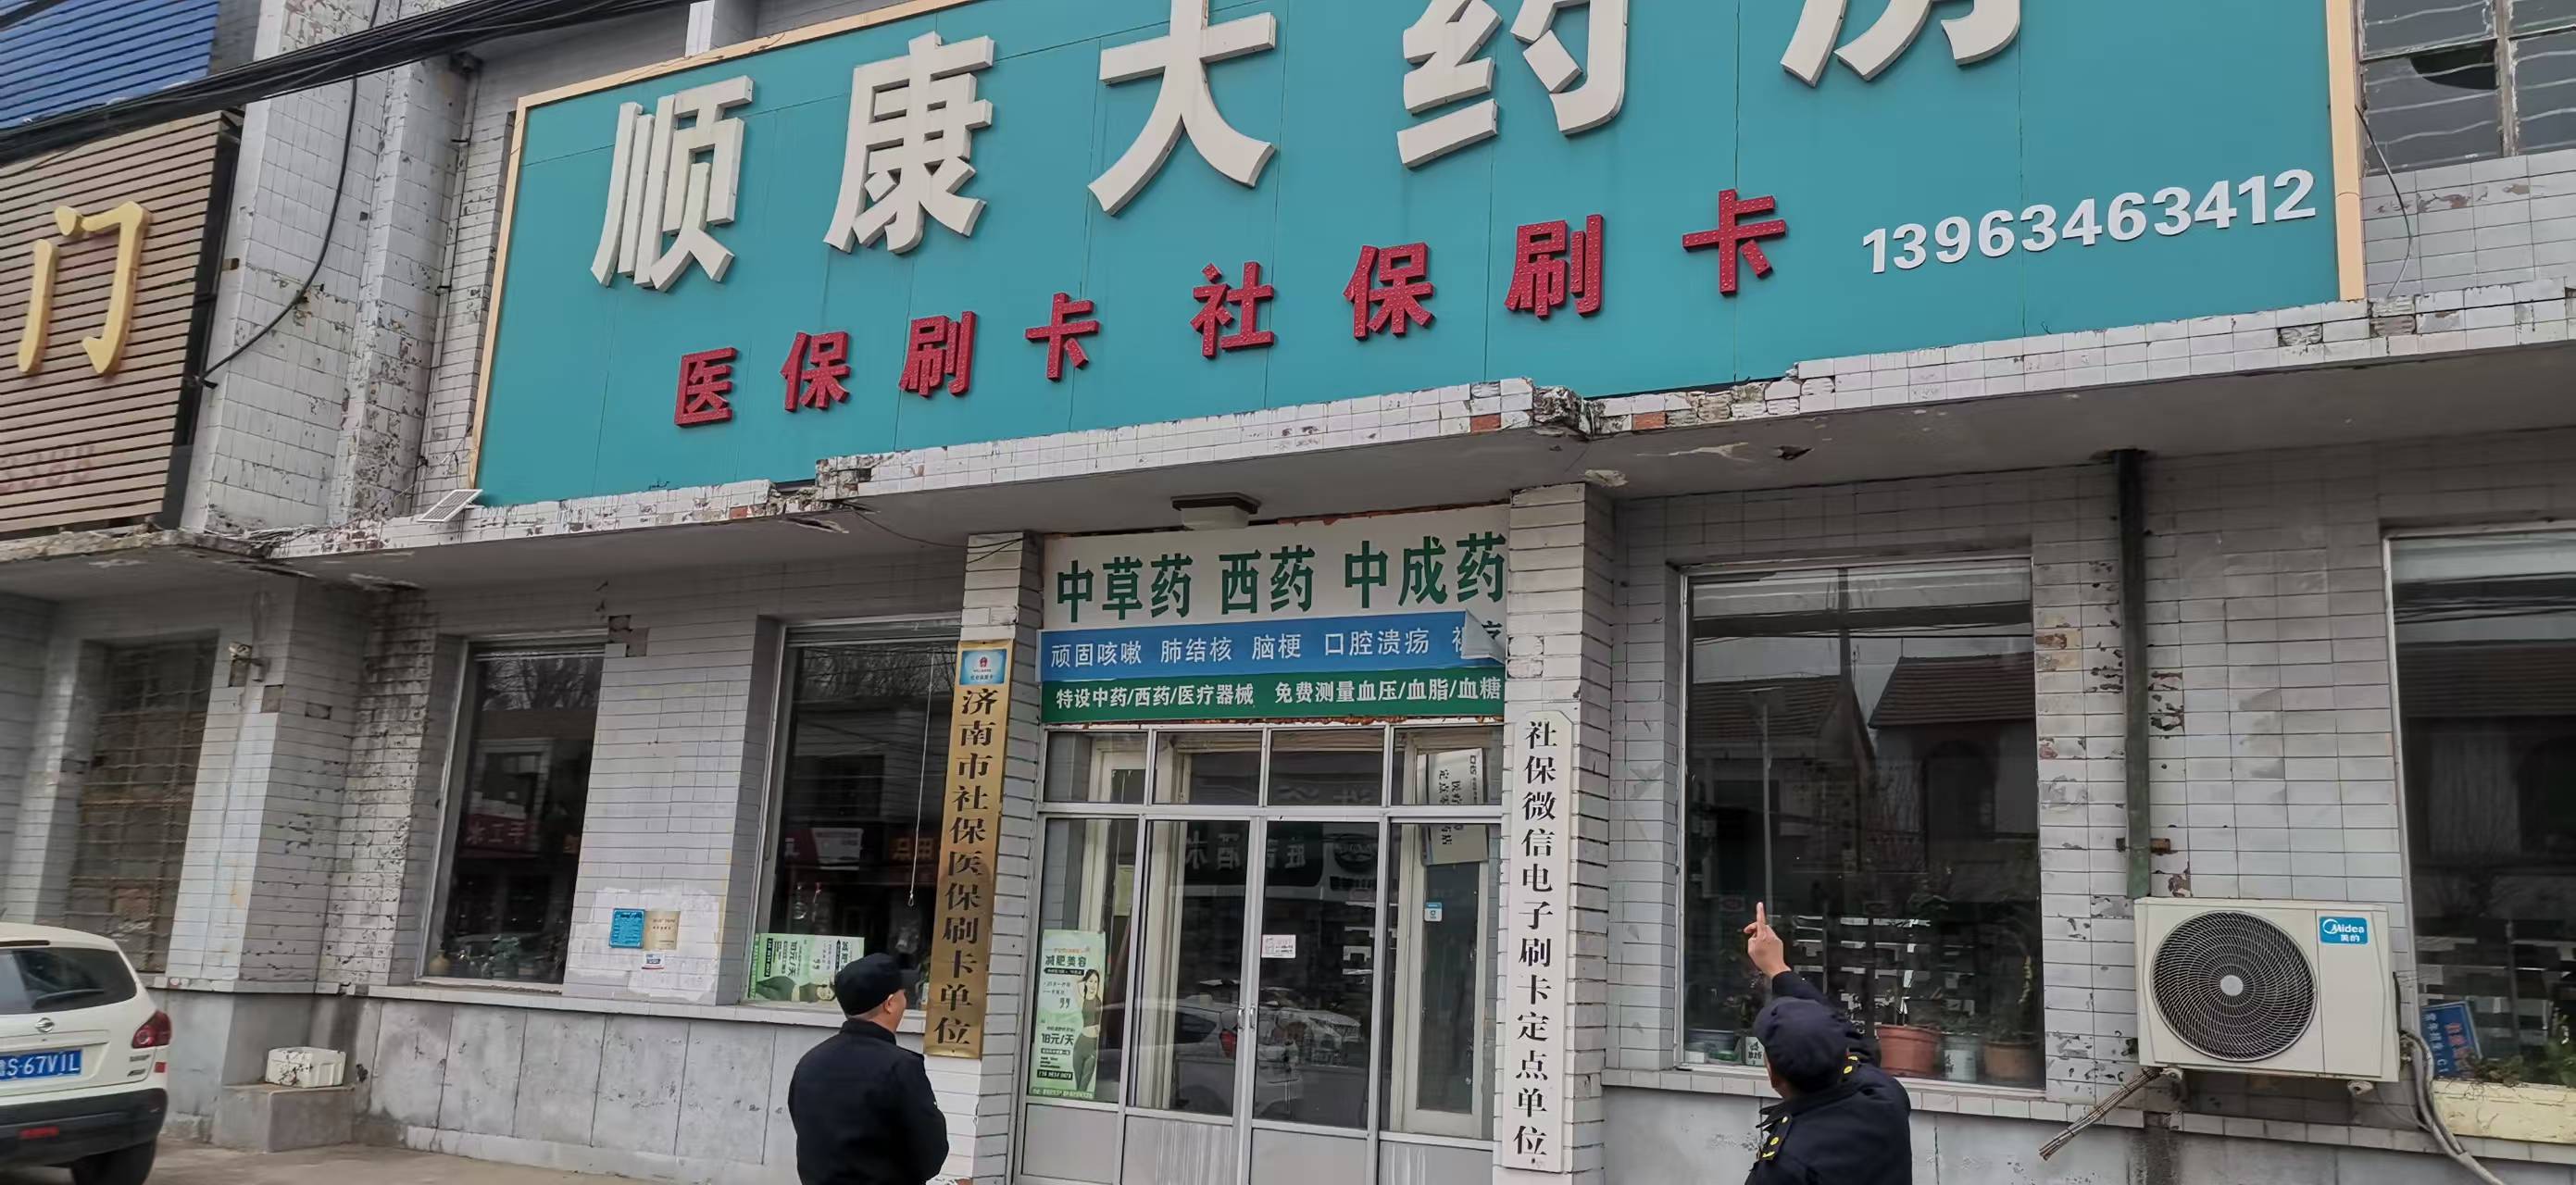 顺康大药房
医保刷卡 社保刷卡 13963463412
门
中草药 西药 中成药
顽固咳嗽 肺结核 脑梗 口腔溃疡
特设中药/西药/医疗器械 免费测量血压/血脂/血糖
济南市社保医保刷卡单位
社保微信电子刷卡定点单位
减肥美容
18元/天
Midea
美的
S·67V1L